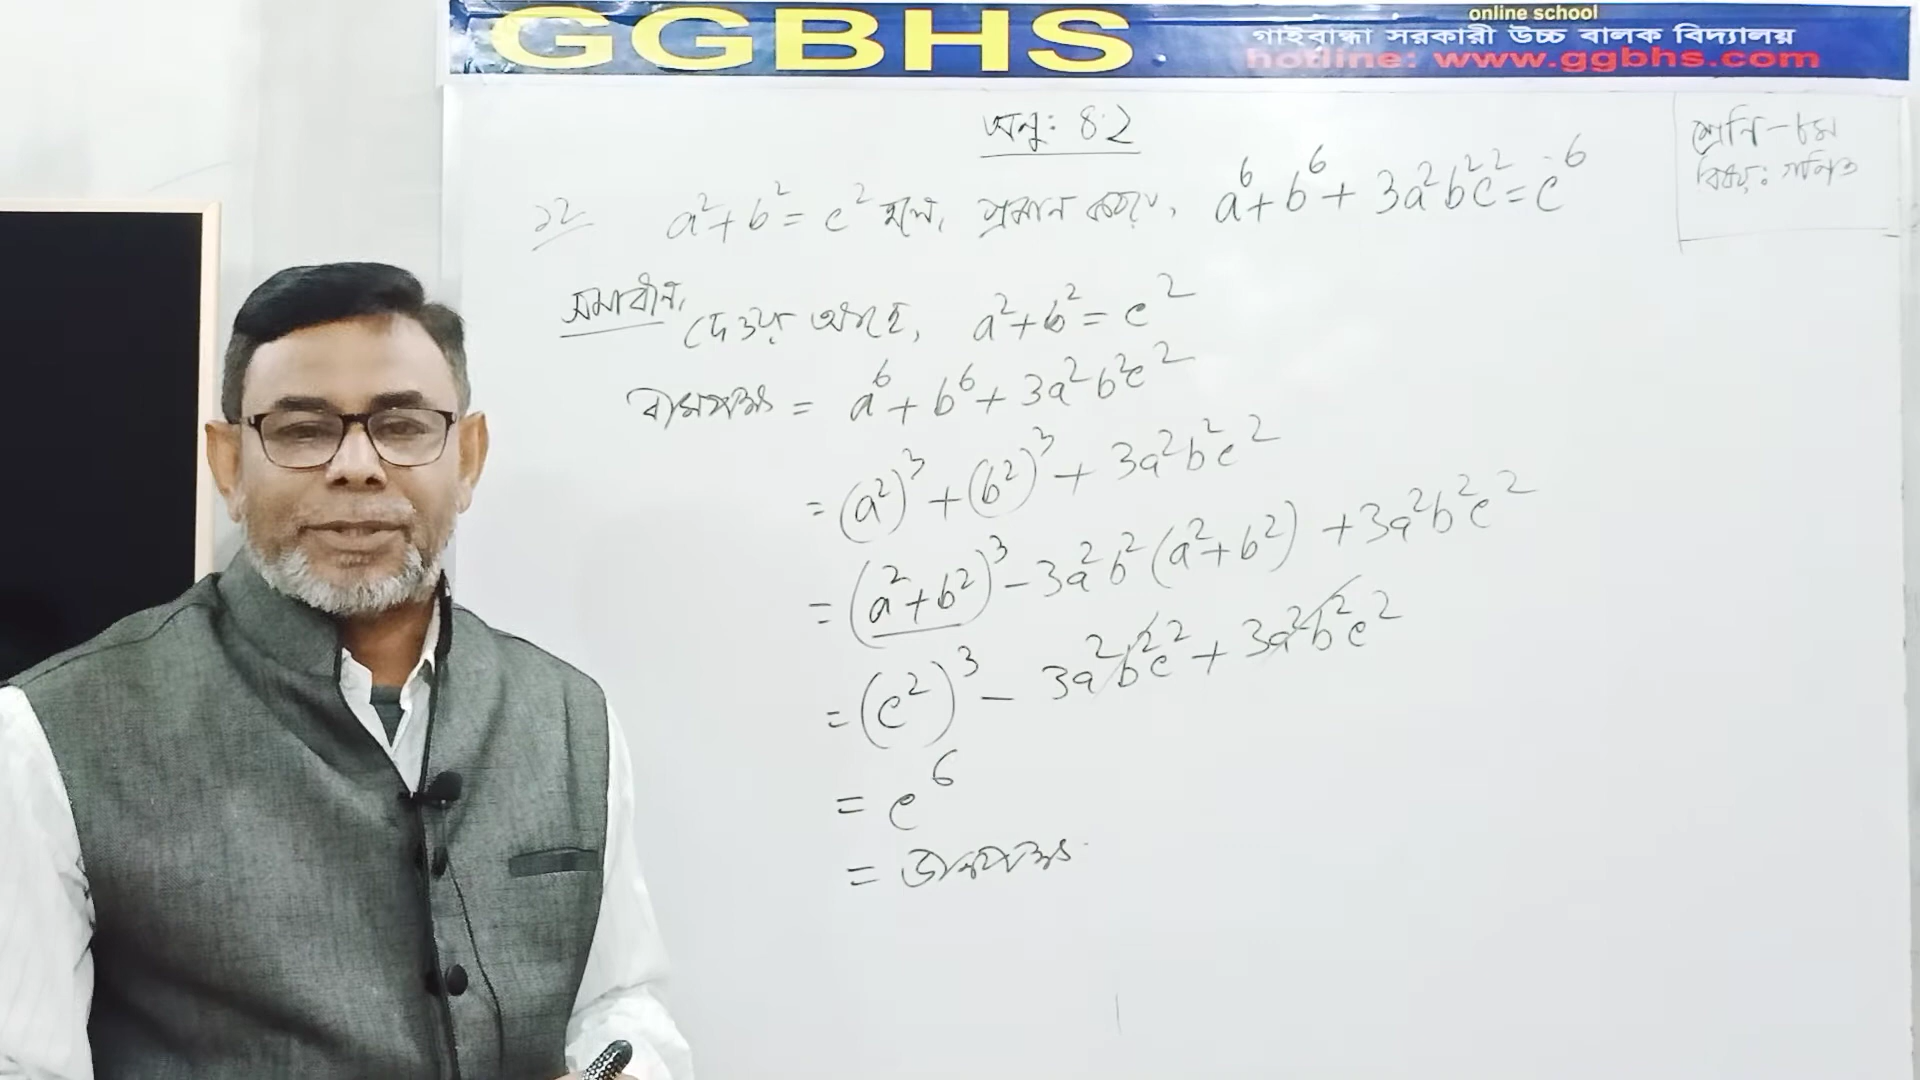 GGBHS.
online school
গাইবান্ধা সরকারী উচ্চ বালক বিদ্যালয়
hotline: www.ggbhs.com
অনু: ৪.২
শ্রেণি-৮ম
বিষয়: গণিত
১২ a²+b²=c² হলে, প্রমান কর যে, a⁶+b⁶+3a²b²c²=c⁶
সমাধান,
দেওয়া আছে, a²+b²=c²
বামপক্ষ = a⁶+b⁶+3a²b²c²
= (a²)³+(b²)³+3a²b²c²
= (a²+b²)³-3a²b²(a²+b²)+3a²b²c²
= (c²)³-3a²b²c²+3a²b²c²
= c⁶
= ডানপক্ষ